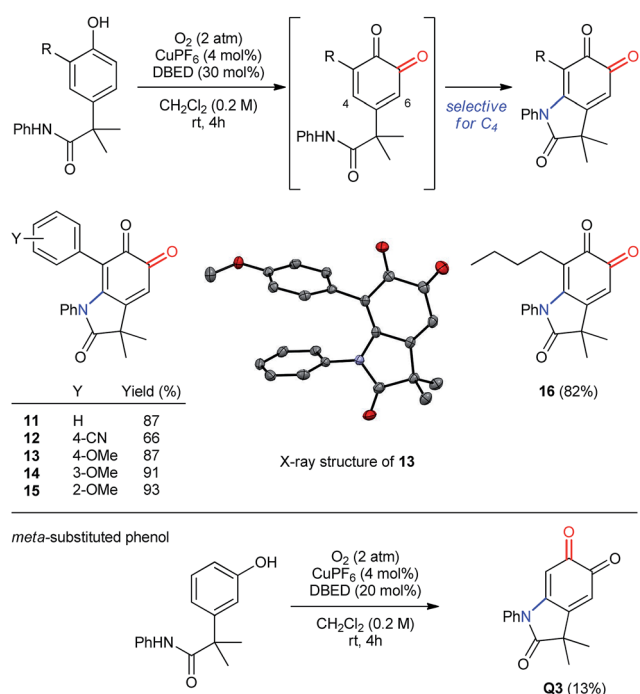 OH
R
PhHN
O
O2 (2 atm)
CuPF6 (4 mol%)
DBED (30 mol%)
CH2Cl2 (0.2 M)
rt, 4h
O
O
R
4
6
PhHN
O
selective
for C4
O
O
R
Ph
N
O
Y
O
O
Ph
N
O
Y Yield (%)
11 H 87
12 4-CN 66
13 4-OMe 87
14 3-OMe 91
15 2-OMe 93
X-ray structure of 13
O
O
Ph
N
O
16 (82%)
meta-substituted phenol
OH
PhHN
O
O2 (2 atm)
CuPF6 (4 mol%)
DBED (20 mol%)
CH2Cl2 (0.2 M)
rt, 4h
O
O
Ph
N
O
Q3 (13%)